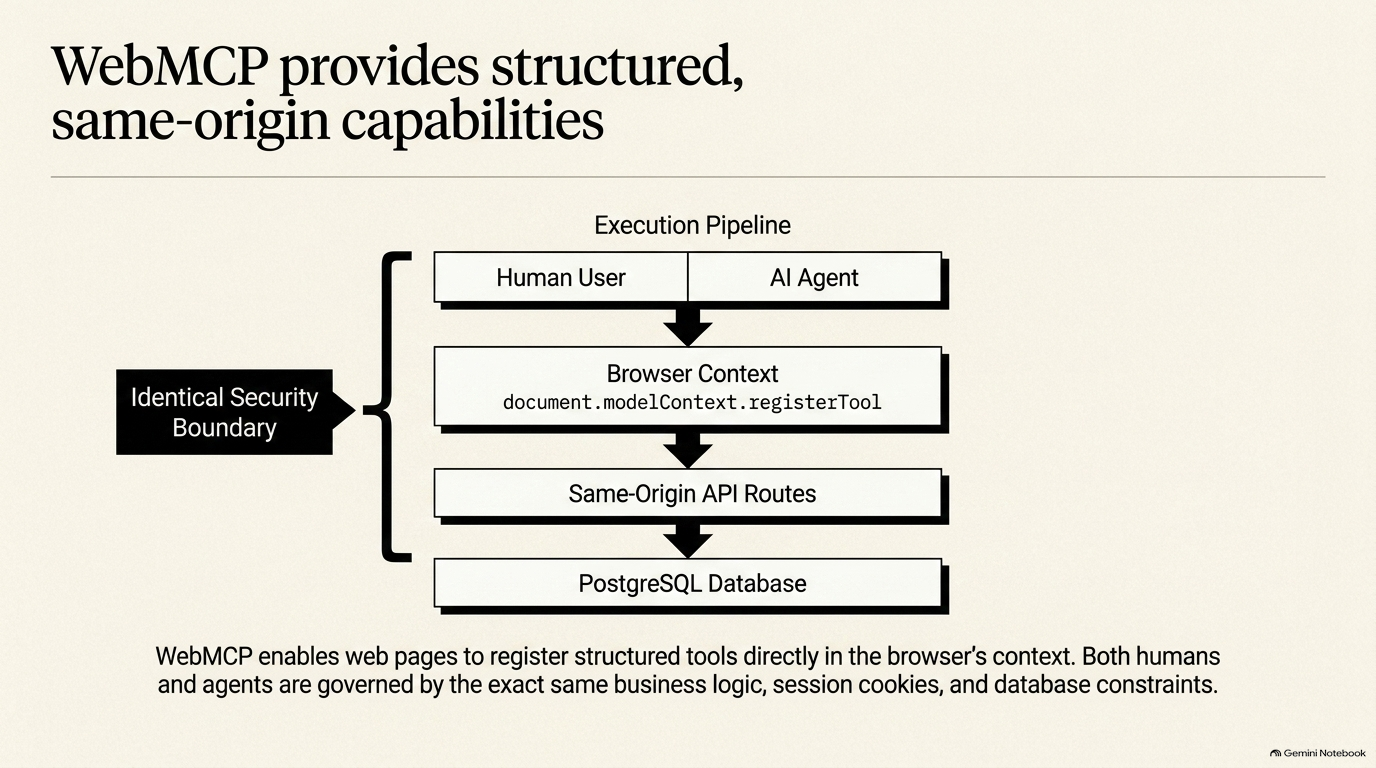 WebMCP provides structured,
same-origin capabilities
Execution Pipeline
Human User
AI Agent
Browser Context
document.modelContext.registerTool
Identical Security
Boundary
Same-Origin API Routes
PostgreSQL Database
WebMCP enables web pages to register structured tools directly in the browser's context. Both humans
and agents are governed by the exact same business logic, session cookies, and database constraints.
Gemini Notebook